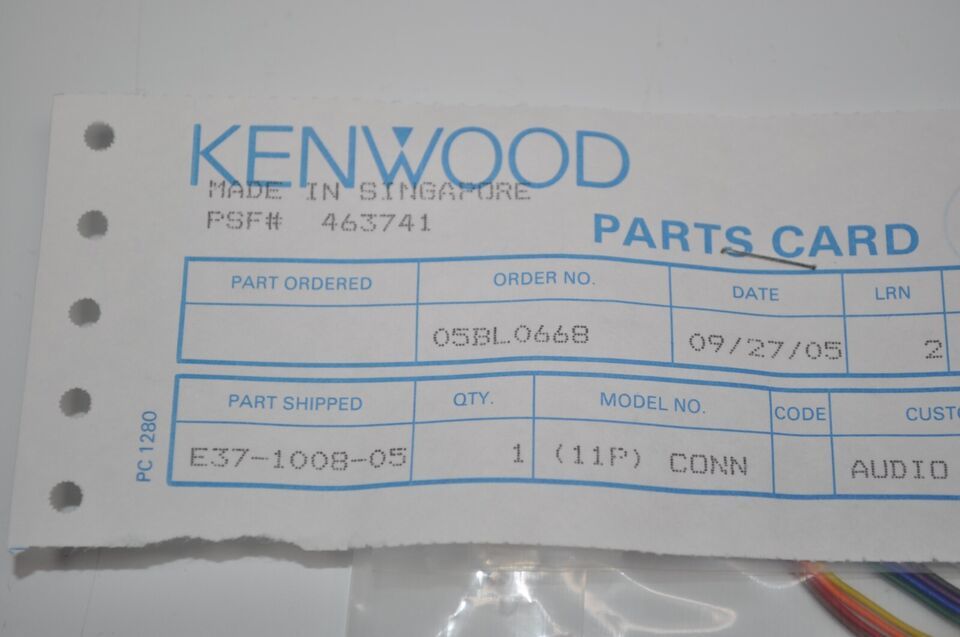 KENWOOD
MADE IN SINGAPORE
PSF# 463741
PARTS CARD
PART ORDERED ORDER NO. DATE LRN
05BL0668 09/27/05 2
PART SHIPPED QTY. MODEL NO. CODE CUSTO
E37-1008-05 1 (11P) CONN AUDIO
PC 1280